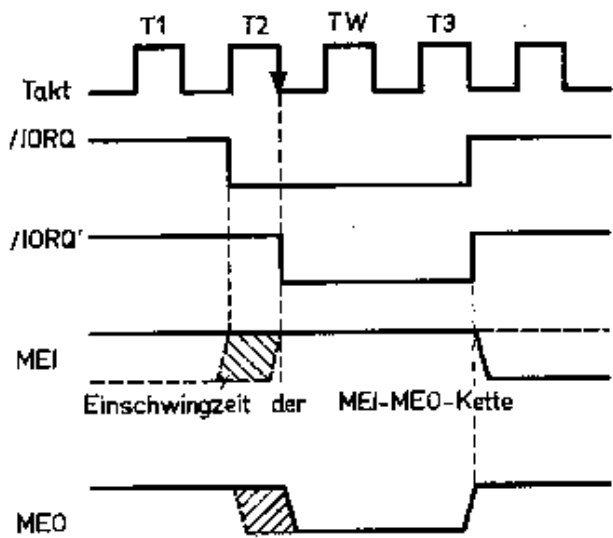 T1 T2 TW T3
Takt
/IORQ
/IORQ'
MEI
Einschwingzeit der MEI-MEO-Kette
MEO